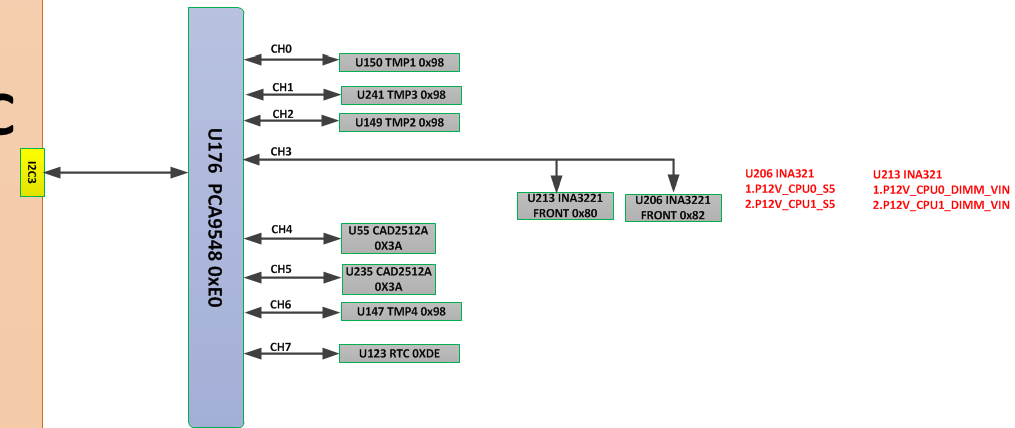 C
I2C3
U176 PCA9548 0xE0
CH0
U150 TMP1 0x98
CH1
U241 TMP3 0x98
CH2
U149 TMP2 0x98
CH3
U213 INA3221
FRONT 0x80
U206 INA3221
FRONT 0x82
U206 INA321
1.P12V_CPU0_S5
2.P12V_CPU1_S5
U213 INA321
1.P12V_CPU0_DIMM_VIN
2.P12V_CPU1_DIMM_VIN
CH4
U55 CAD2512A
0X3A
CH5
U235 CAD2512A
0X3A
CH6
U147 TMP4 0x98
CH7
U123 RTC 0XDE